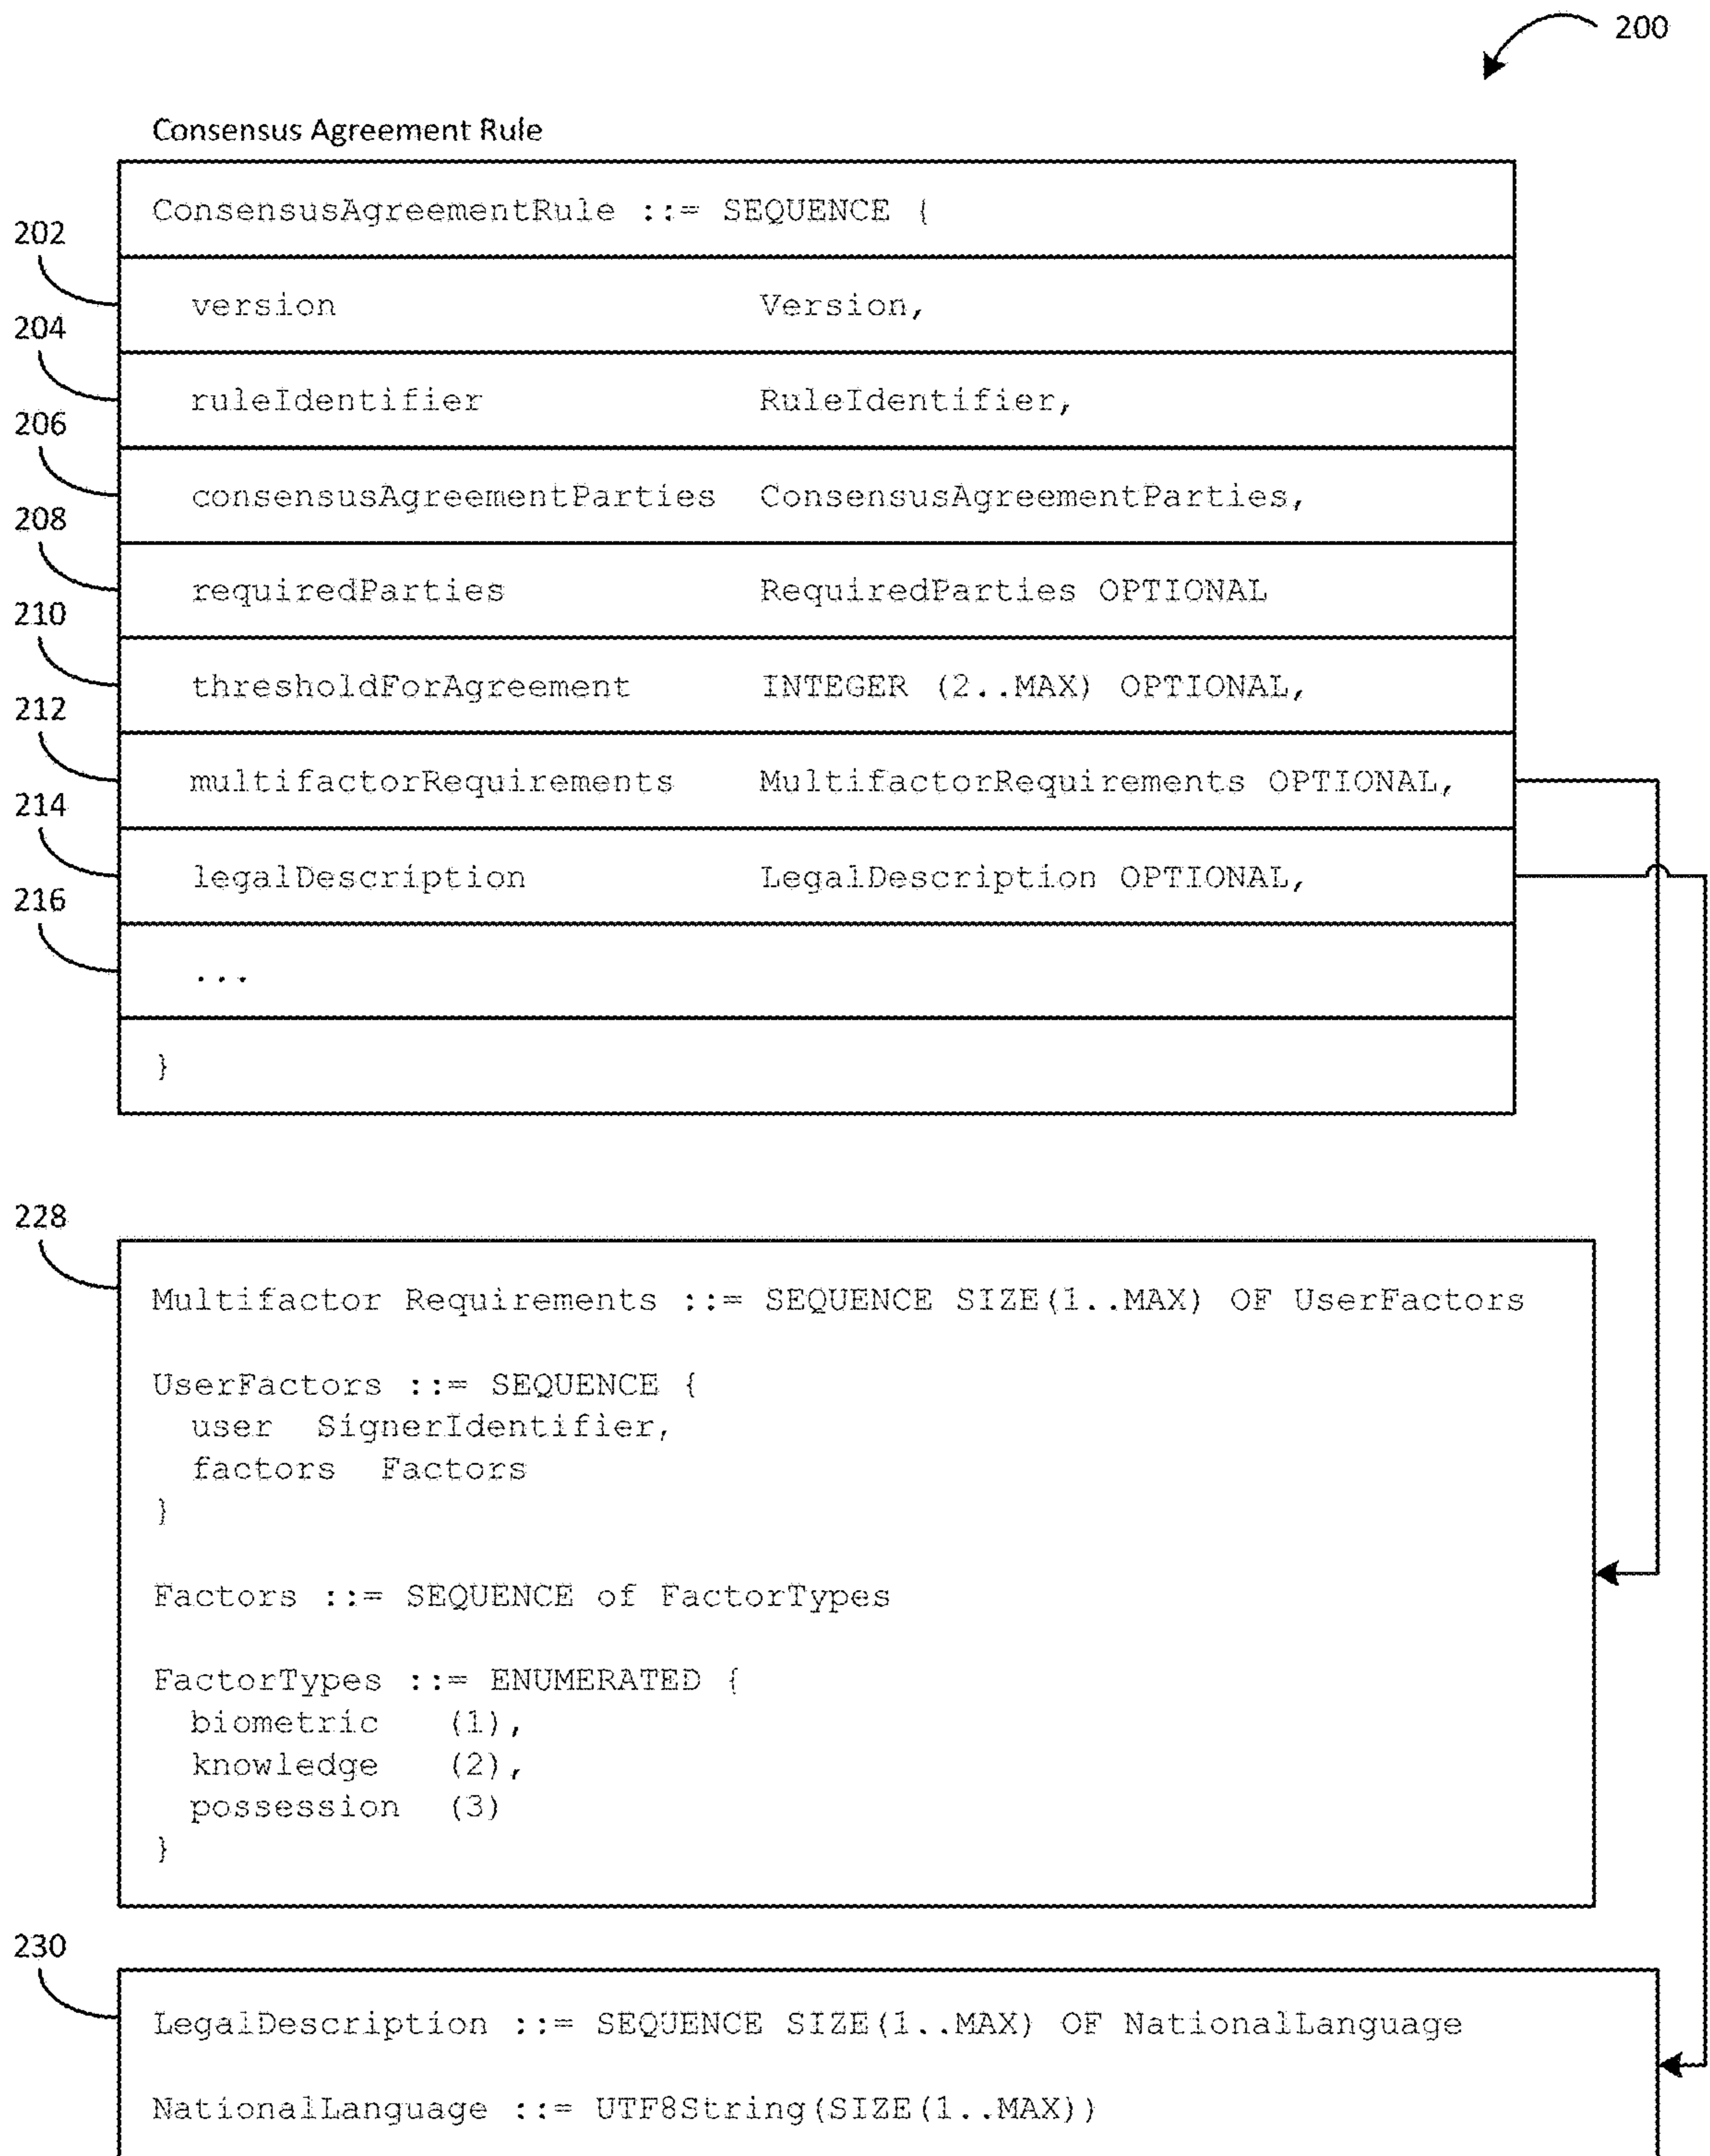 200
Consensus Agreement Rule
ConsensusAgreementRule ::= SEQUENCE {
202
version Version,
204
ruleIdentifier RuleIdentifier,
206
consensusAgreementParties ConsensusAgreementParties,
208
requiredParties RequiredParties OPTIONAL
210
thresholdForAgreement INTEGER (2..MAX) OPTIONAL,
212
multifactorRequirements MultifactorRequirements OPTIONAL,
214
legalDescription LegalDescription OPTIONAL,
216
...
}
228
Multifactor Requirements ::= SEQUENCE SIZE(1..MAX) OF UserFactors
UserFactors ::= SEQUENCE {
user SignerIdentifier,
factors Factors
}
Factors ::= SEQUENCE of FactorTypes
FactorTypes ::= ENUMERATED {
biometric (1),
knowledge (2),
possession (3)
}
230
LegalDescription ::= SEQUENCE SIZE(1..MAX) OF NationalLanguage
NationalLanguage ::= UTF8String(SIZE(1..MAX))